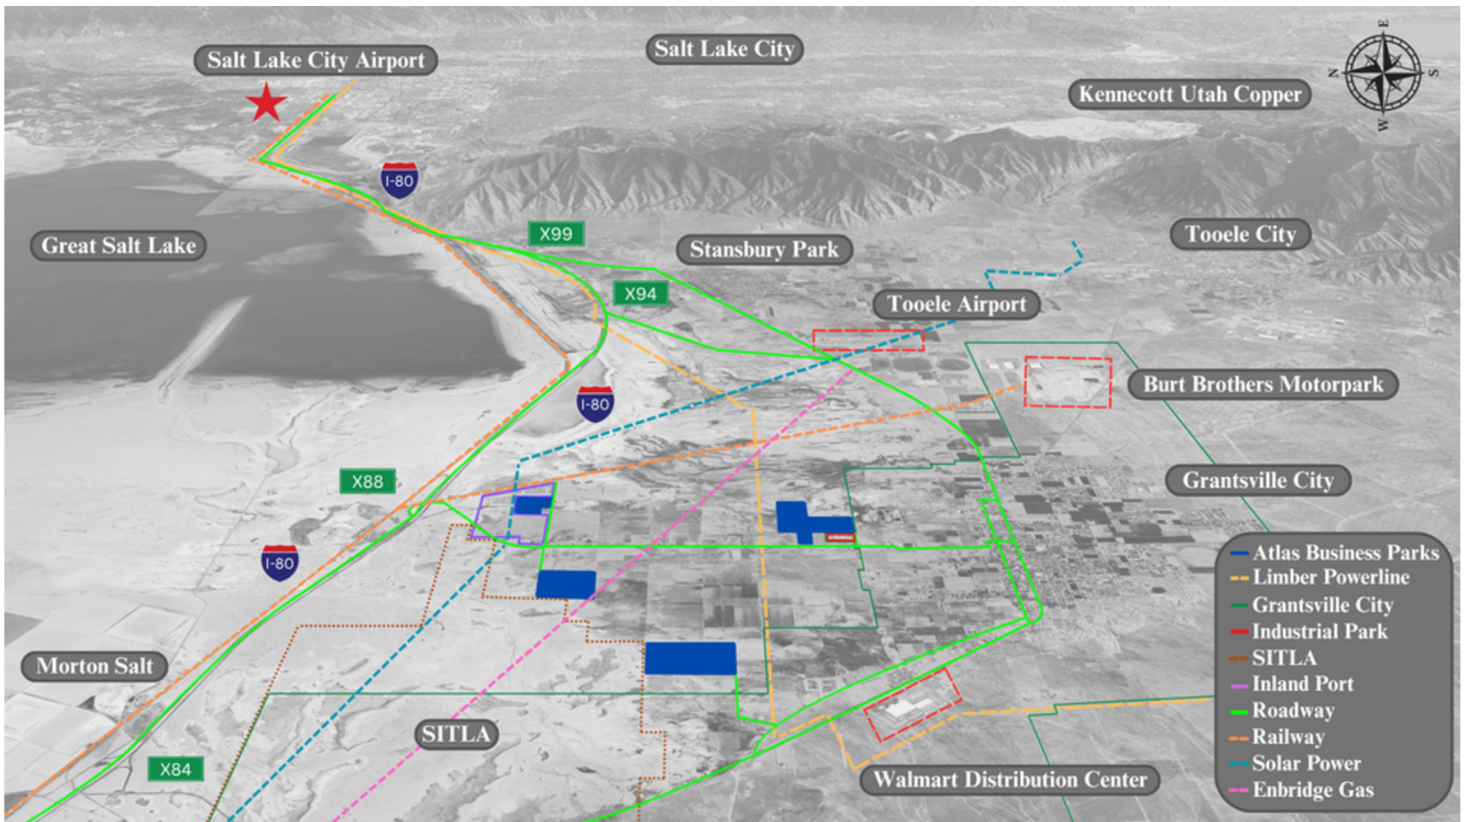 Salt Lake City Airport
Salt Lake City
E
N
S
W
Kennecott Utah Copper
I-80
Great Salt Lake
X99
Stansbury Park
Tooele City
X94
Tooele Airport
Burt Brothers Motorpark
I-80
X88
Grantsville City
I-80
Morton Salt
SITLA
X84
Walmart Distribution Center
Atlas Business Parks
Limber Powerline
Grantsville City
Industrial Park
SITLA
Inland Port
Roadway
Railway
Solar Power
Enbridge Gas